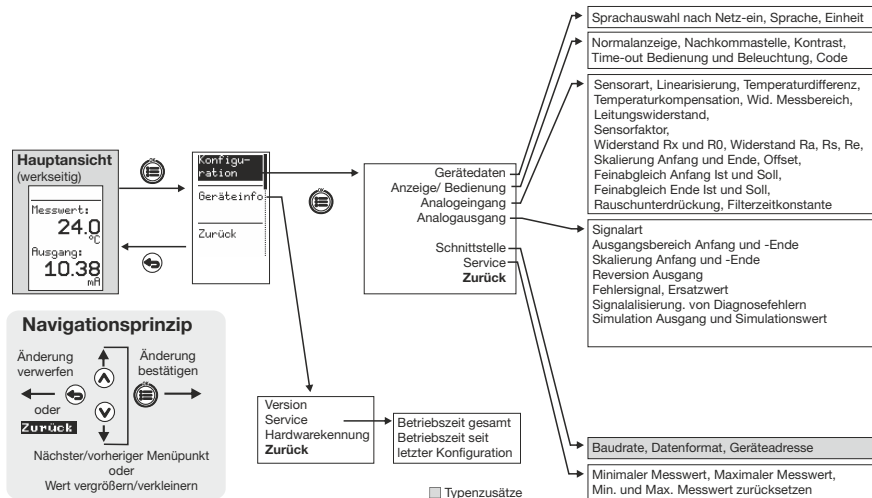 Hauptansicht
(werkseitig)
Messwert:
24.0
°C
Ausgang:
10.38
mA
OK
Konfigu-
ration
Geräteinfo
Zurück
OK
Gerätedaten
Anzeige/ Bedienung
Analogeingang
Analogausgang
Schnittstelle
Service
Zurück
Sprachauswahl nach Netz-ein, Sprache, Einheit
Normalanzeige, Nachkommastelle, Kontrast,
Time-out Bedienung und Beleuchtung, Code
Sensorart, Linearisierung, Temperaturdifferenz,
Temperaturkompensation, Wid. Messbereich,
Leitungswiderstand,
Sensorfaktor,
Widerstand Rx und R0, Widerstand Ra, Rs, Re,
Skalierung Anfang und Ende, Offset,
Feinabgleich Anfang Ist und Soll,
Feinabgleich Ende Ist und Soll,
Rauschunterdrückung, Filterzeitkonstante
Signalart
Ausgangsbereich Anfang und -Ende
Skalierung Anfang und -Ende
Reversion Ausgang
Fehlersignal, Ersatzwert
Signalalisierung. von Diagnosefehlern
Simulation Ausgang und Simulationswert
Baudrate, Datenformat, Geräteadresse
Minimaler Messwert, Maximaler Messwert,
Min. und Max. Messwert zurücksetzen
Version
Service
Hardwarekennung
Zurück
Betriebszeit gesamt
Betriebszeit seit
letzter Konfiguration
Typenzusätze
Navigationsprinzip
Änderung
verwerfen
oder
Zurück
OK
Änderung
bestätigen
Nächster/vorheriger Menüpunkt
oder
Wert vergrößern/verkleinern